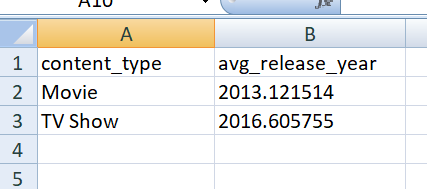 A10 fx
A B
1 content_type avg_release_year
2 Movie 2013.121514
3 TV Show 2016.605755
4
5